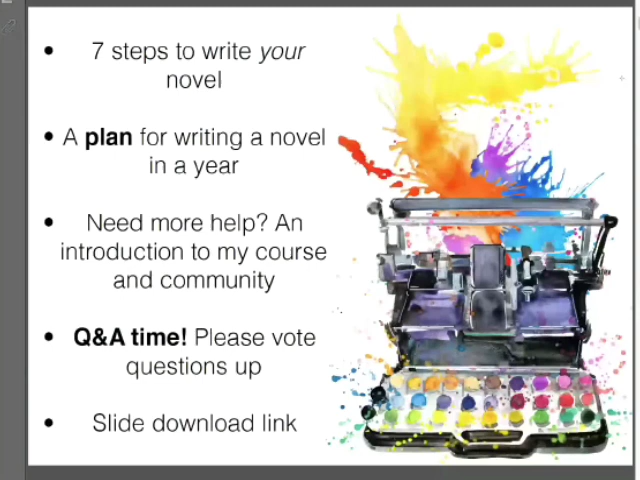 7 steps to write your
novel
A plan for writing a novel
in a year
Need more help? An
introduction to my course
and community
Q&A time! Please vote
questions up
Slide download link